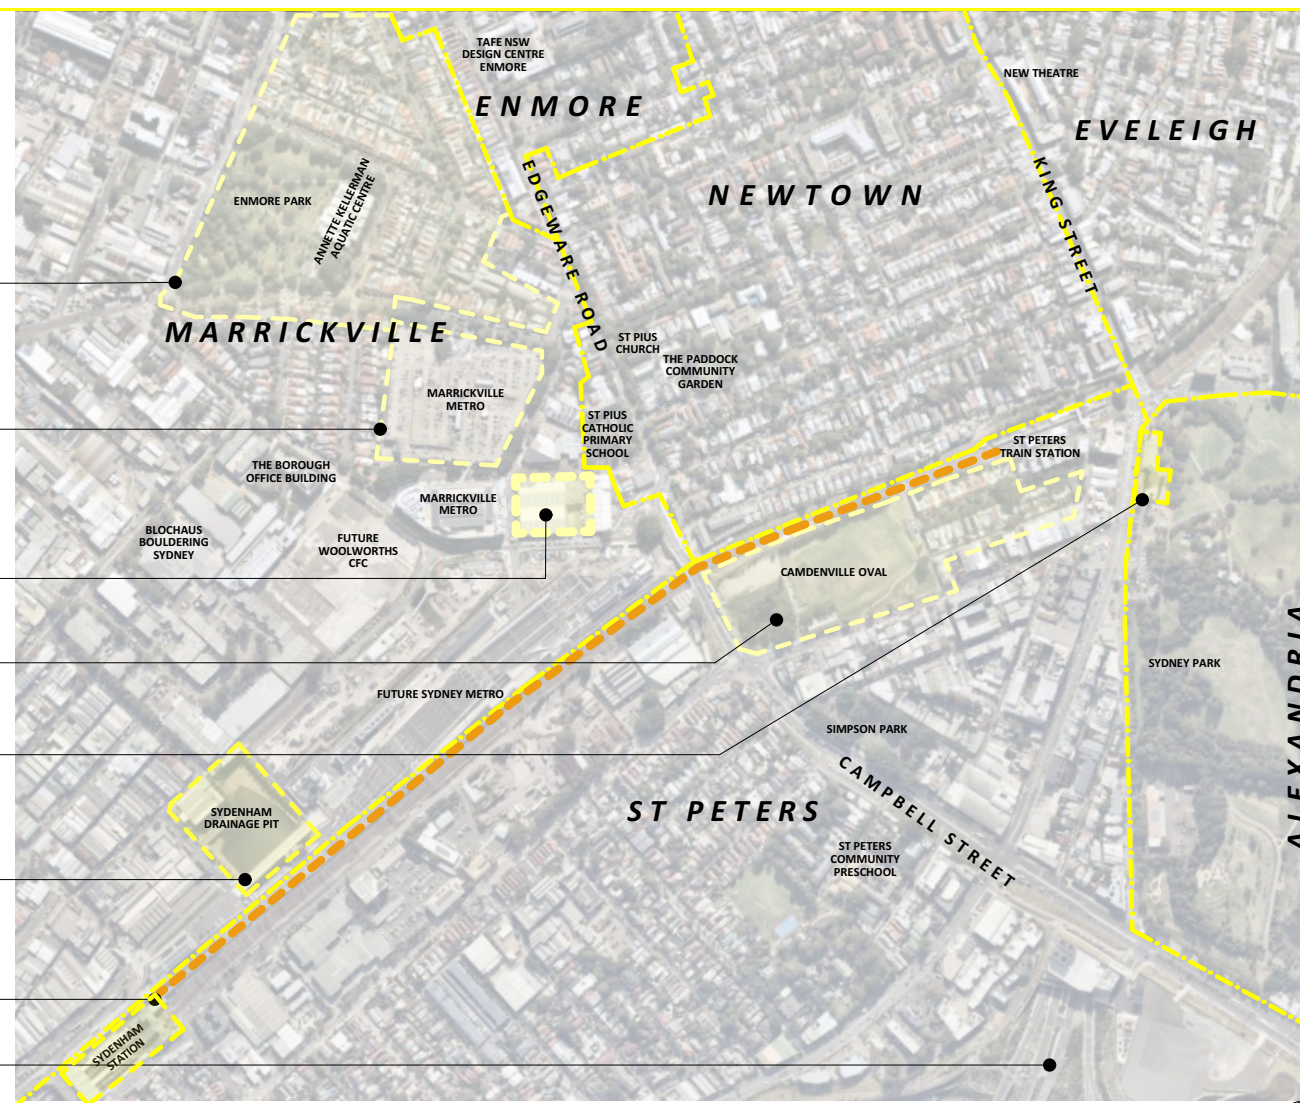 TAFE NSW
DESIGN CENTRE
ENMORE
ENMORE
NEW THEATRE
EVELEIGH
NEWTOWN
KING STREET
EDGEWARE ROAD
ENMORE PARK
ANNETTE KELLERMAN
AQUATIC CENTRE
MARRICKVILLE
ST PIUS
CHURCH
THE PADDOCK
COMMUNITY
GARDEN
MARRICKVILLE
METRO
ST PIUS
CATHOLIC
PRIMARY
SCHOOL
ST PETERS
TRAIN STATION
THE BOROUGH
OFFICE BUILDING
MARRICKVILLE
METRO
BLOCHAUS
BOULDERING
SYDNEY
FUTURE
WOOLWORTHS
CFC
CAMDENVILLE OVAL
SYDNEY PARK
ALEXANDRIA
FUTURE SYDNEY METRO
SIMPSON PARK
CAMPBELL STREET
ST PETERS
SYDENHAM
DRAINAGE PIT
ST PETERS
COMMUNITY
PRESCHOOL
SYDENHAM
STATION